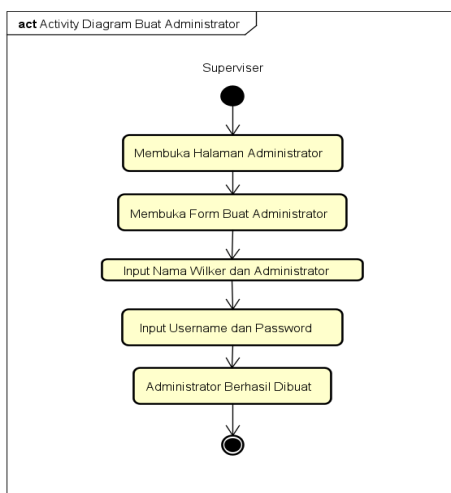 act Activity Diagram Buat Administrator
Superviser
Membuka Halaman Administrator
Membuka Form Buat Administrator
Input Nama Wilker dan Administrator
Input Username dan Password
Administrator Berhasil Dibuat